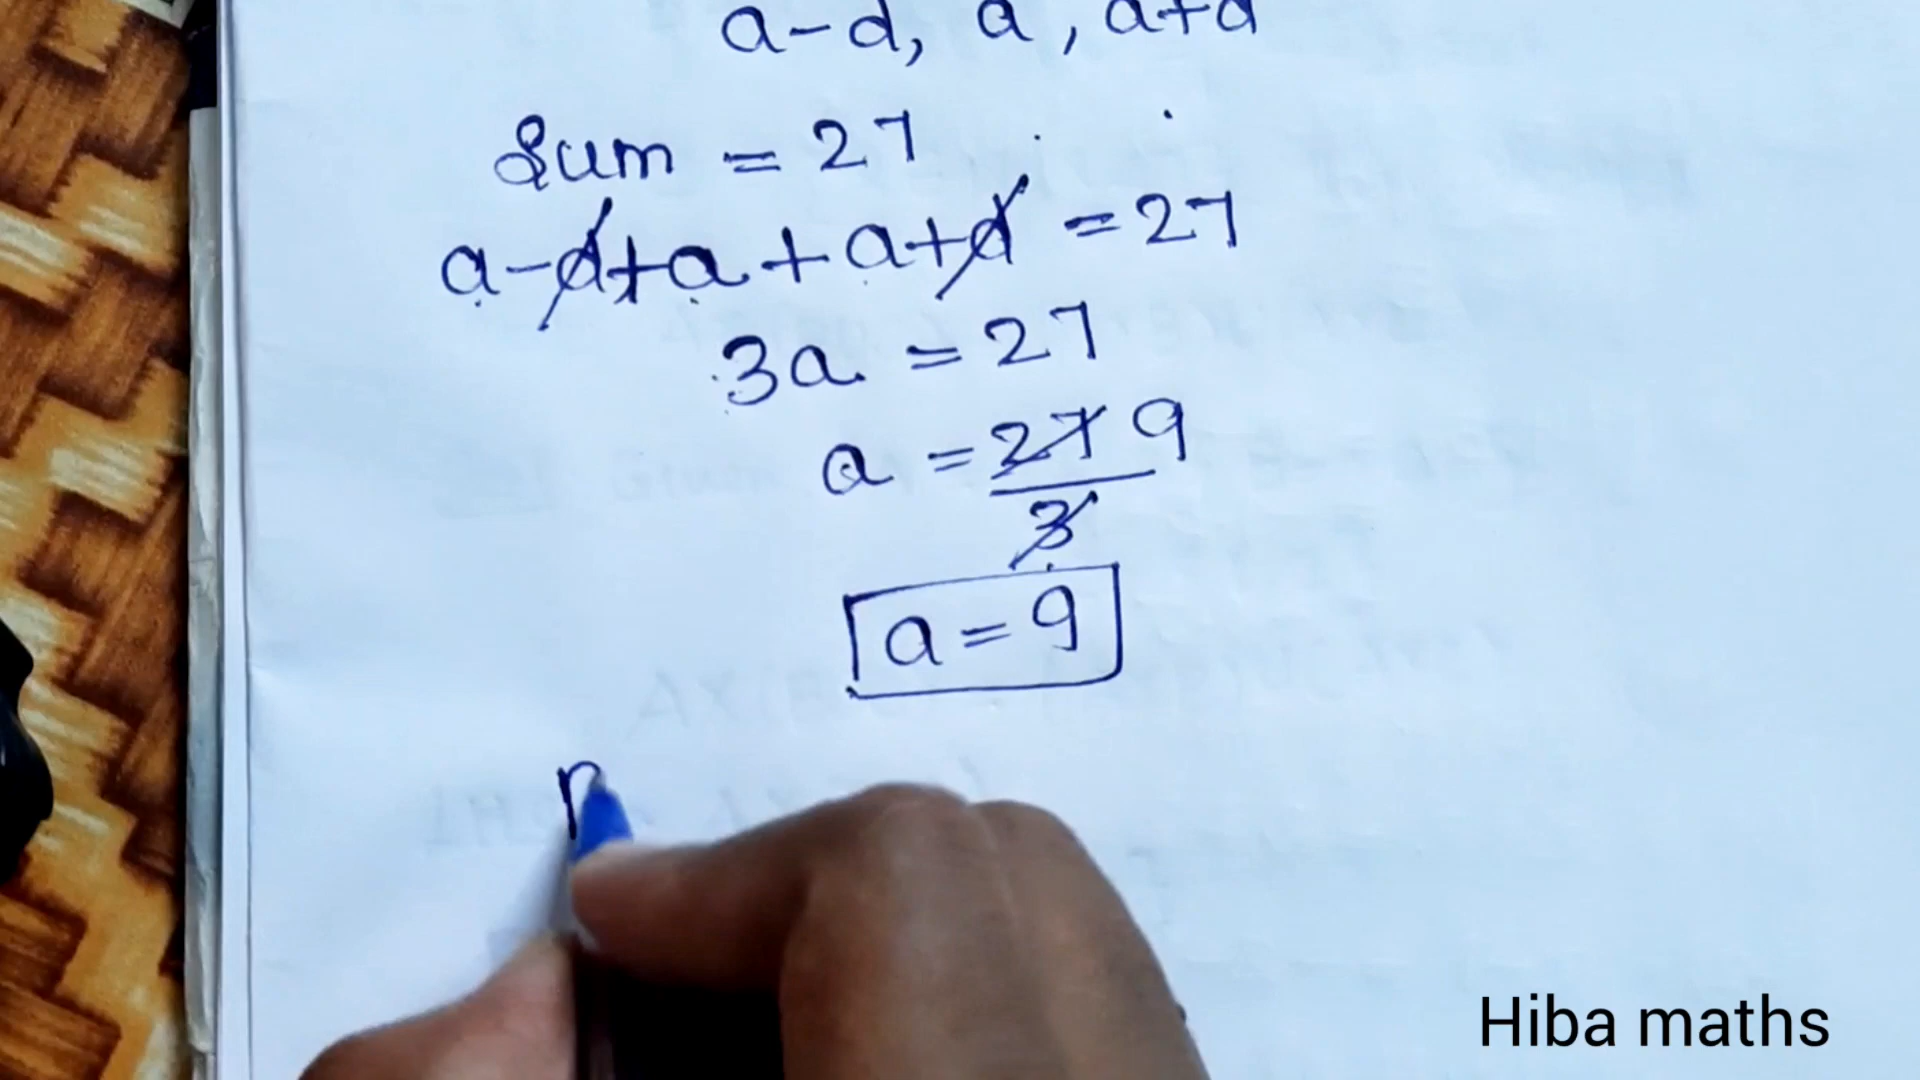 a-d, a, a+d
Sum = 27
a-d+a+a+d = 27
3a = 27
a = 27 9
3
a = 9
Hiba maths